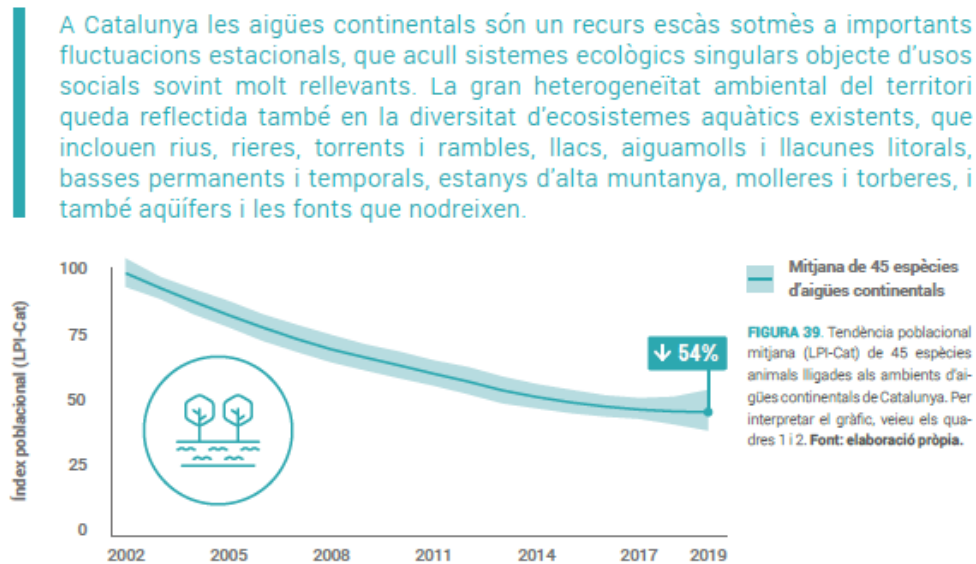 A Catalunya les aigües continentals són un recurs escàs sotmès a importants
fluctuacions estacionals, que acull sistemes ecològics singulars objecte d'usos
socials sovint molt rellevants. La gran heterogeneïtat ambiental del territori
queda reflectida també en la diversitat d'ecosistemes aquàtics existents, que
inclouen rius, rieres, torrents i rambles, llacs, aiguamolls i llacunes litorals,
basses permanents i temporals, estanys d'alta muntanya, molleres i torberes, i
també aqüífers i les fonts que nodreixen.
Índex poblacional (LPI-Cat)
100
75
50
25
0
2002 2005 2008 2011 2014 2017 2019
↓ 54%
Mitjana de 45 espècies
d'aigües continentals
FIGURA 39. Tendència poblacional
mitjana (LPI-Cat) de 45 espècies
animals lligades als ambients d'ai-
gües continentals de Catalunya. Per
interpretar el gràfic, veieu els qua-
dres 1 i 2. Font: elaboració pròpia.